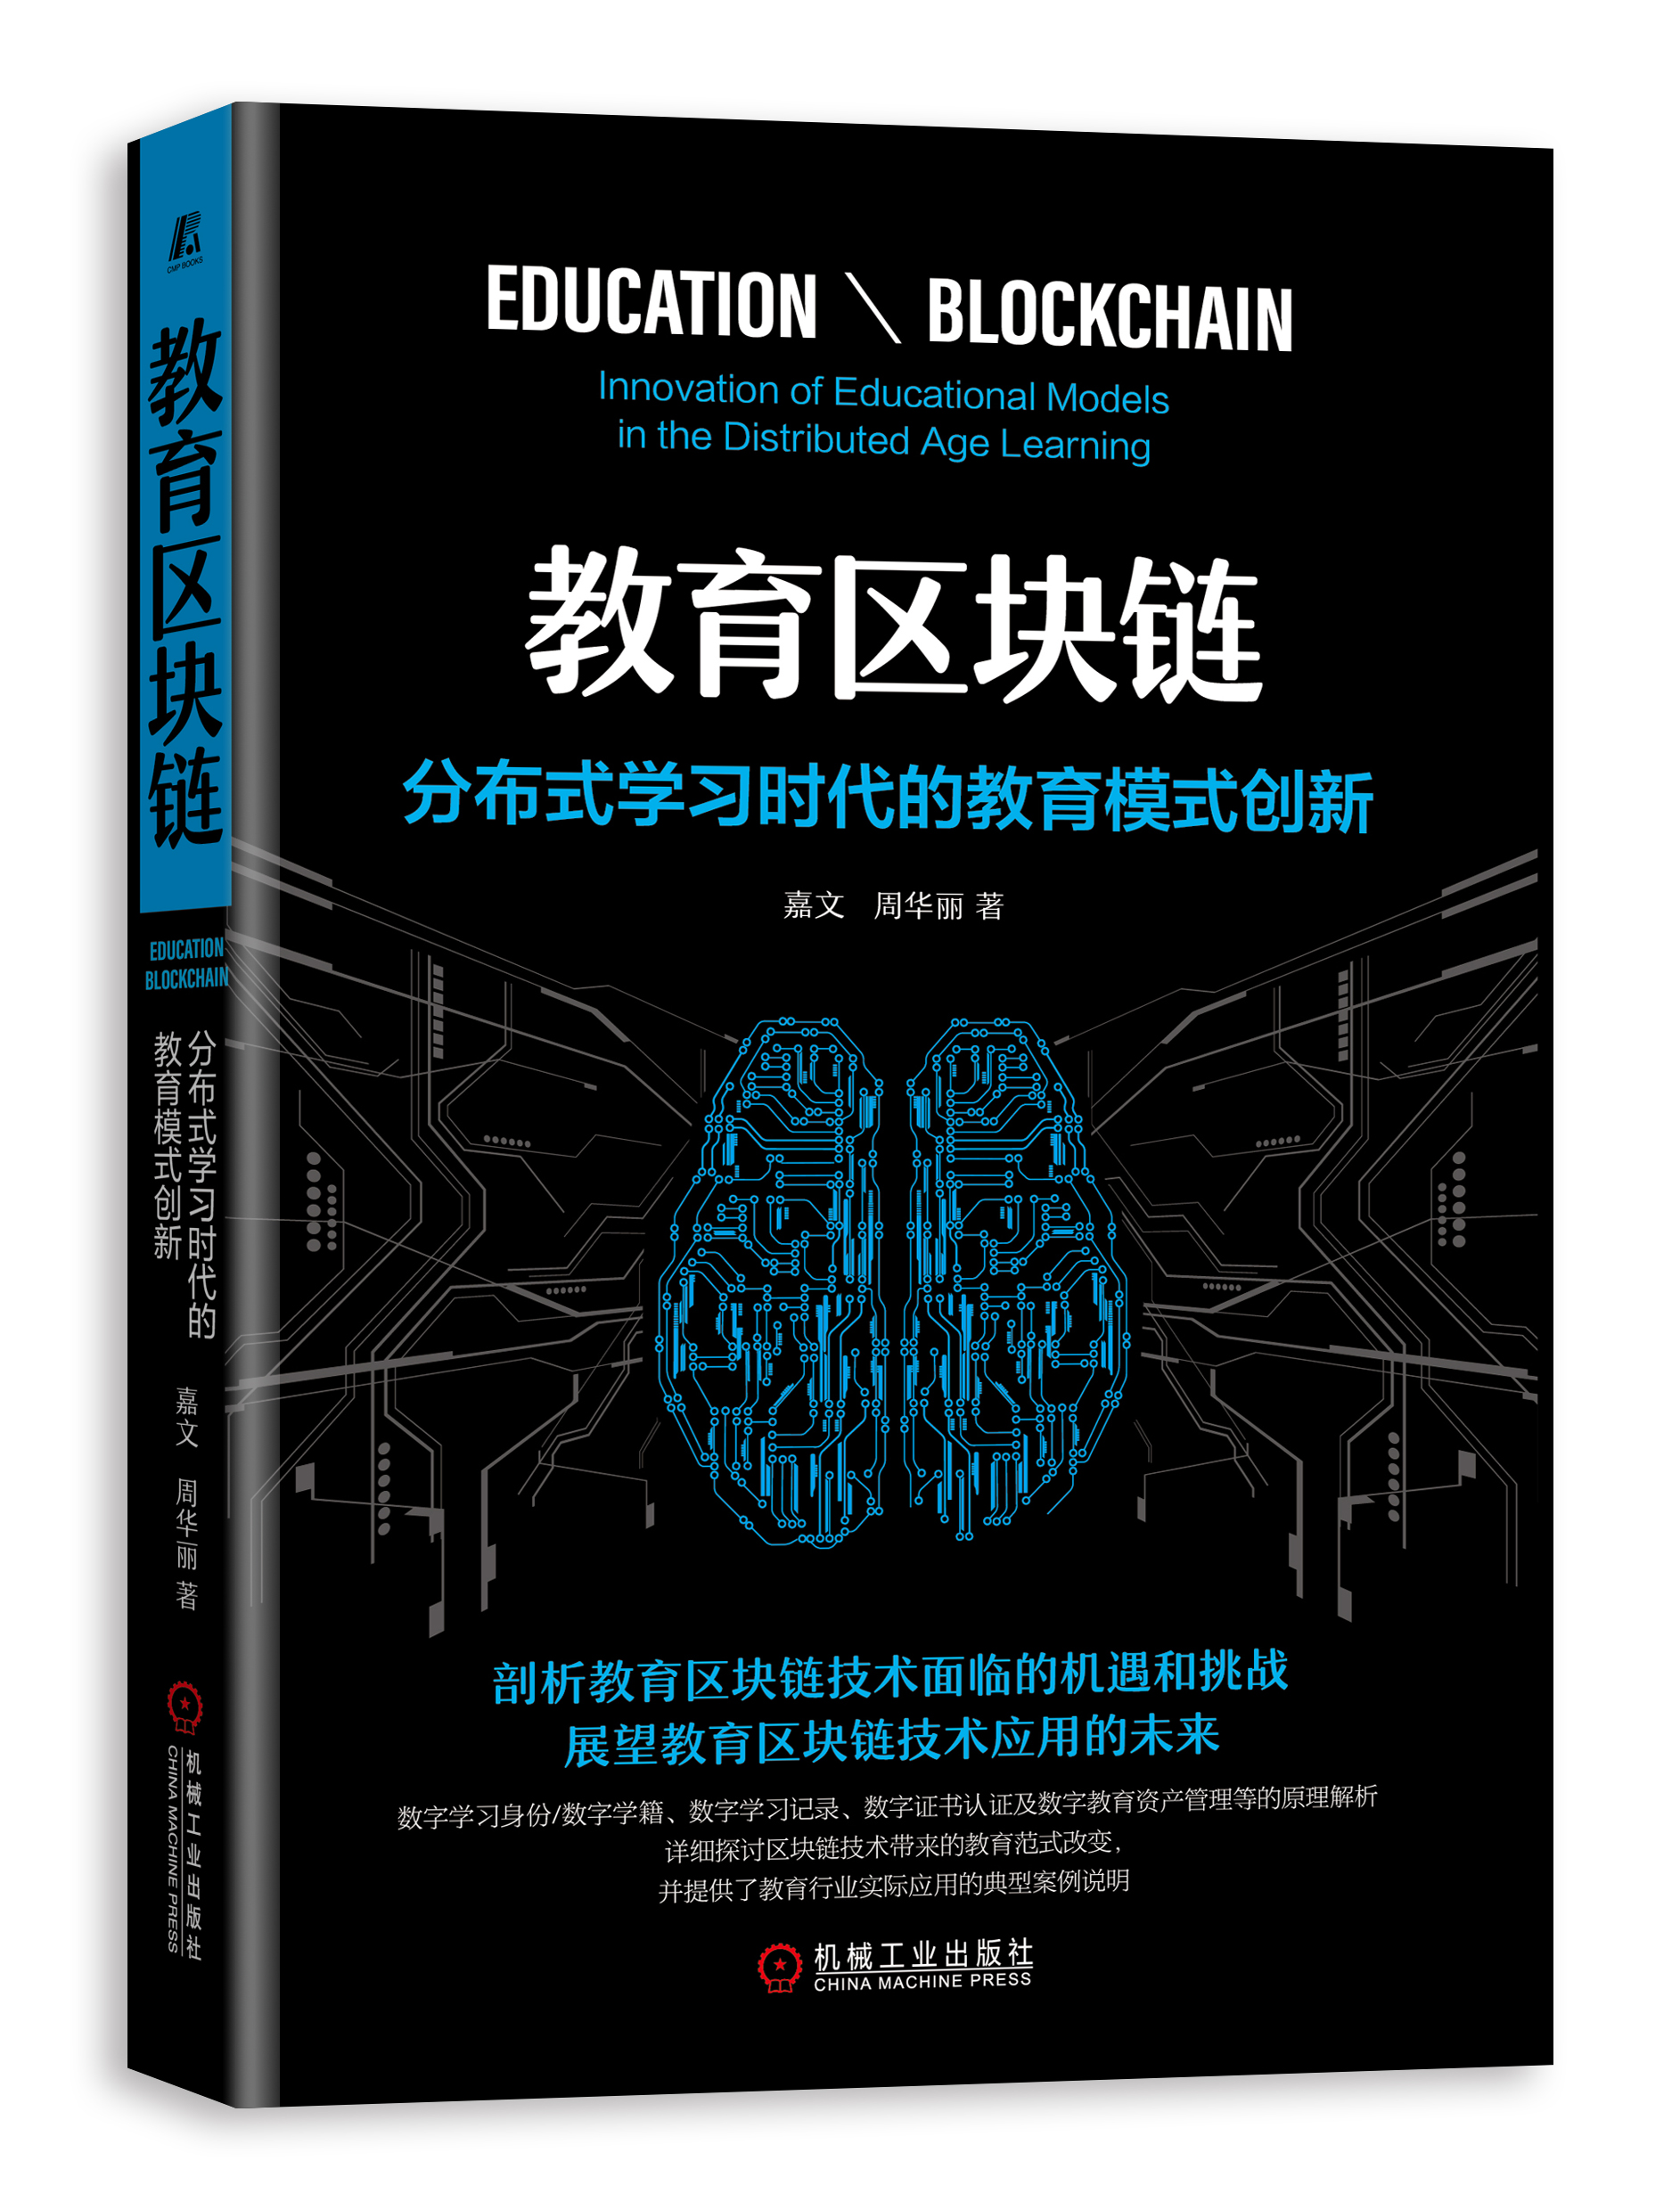 CMP BOOKS
教育区块链
EDUCATION
BLOCKCHAIN
分布式学习时代的
教育模式创新
嘉文 周华丽 著
机械工业出版社
CHINA MACHINE PRESS
EDUCATION \ BLOCKCHAIN
Innovation of Educational Models
in the Distributed Age Learning
教育区块链
分布式学习时代的教育模式创新
嘉文 周华丽 著
剖析教育区块链技术面临的机遇和挑战
展望教育区块链技术应用的未来
数字学习身份/数字学籍、数字学习记录、数字证书认证及数字教育资产管理等的原理解析
详细探讨区块链技术带来的教育范式改变，
并提供了教育行业实际应用的典型案例说明
机械工业出版社
CHINA MACHINE PRESS